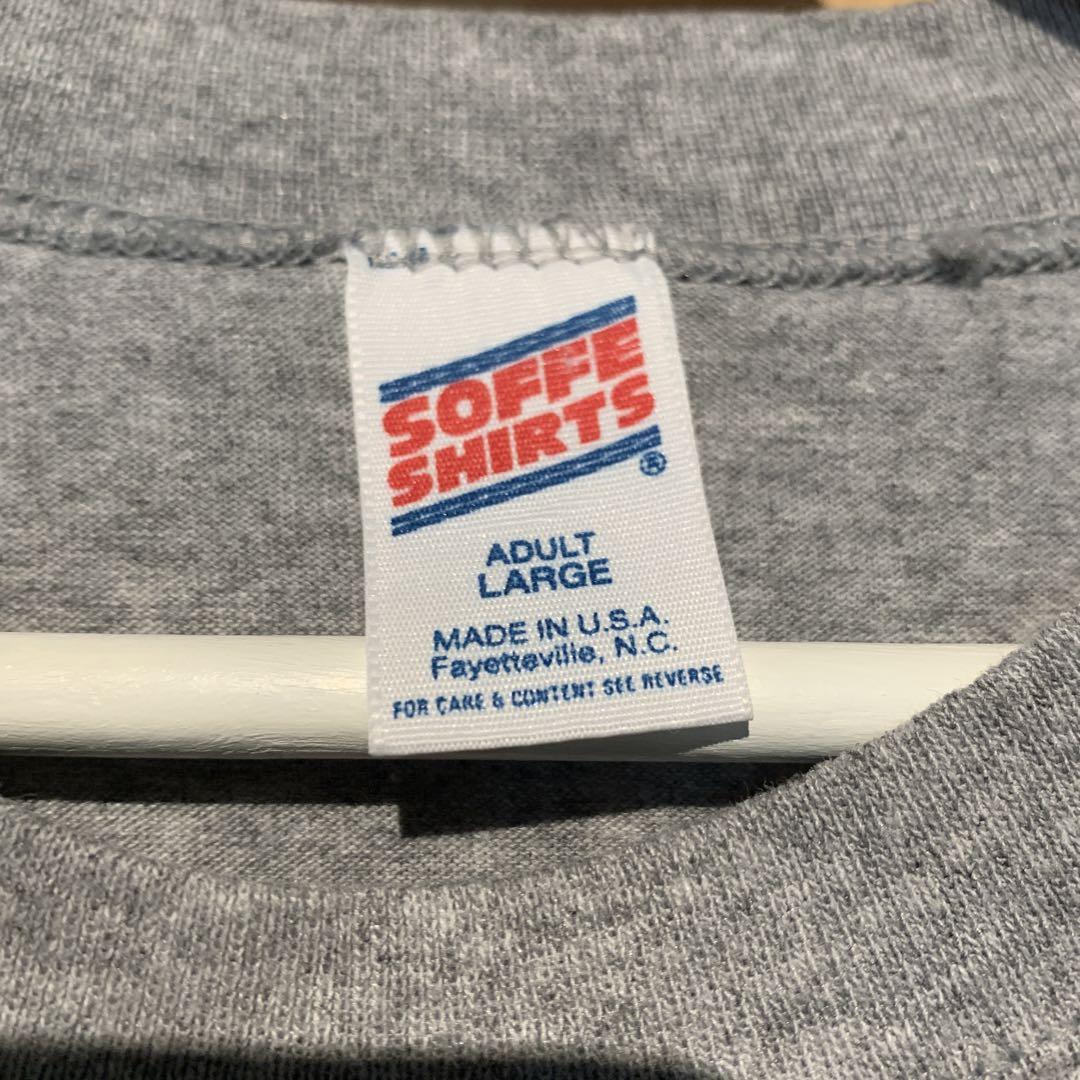 SOFFE
SHIRTS
®
ADULT
LARGE
MADE IN U.S.A.
Fayetteville, N.C.
FOR CARE & CONTENT SEE REVERSE